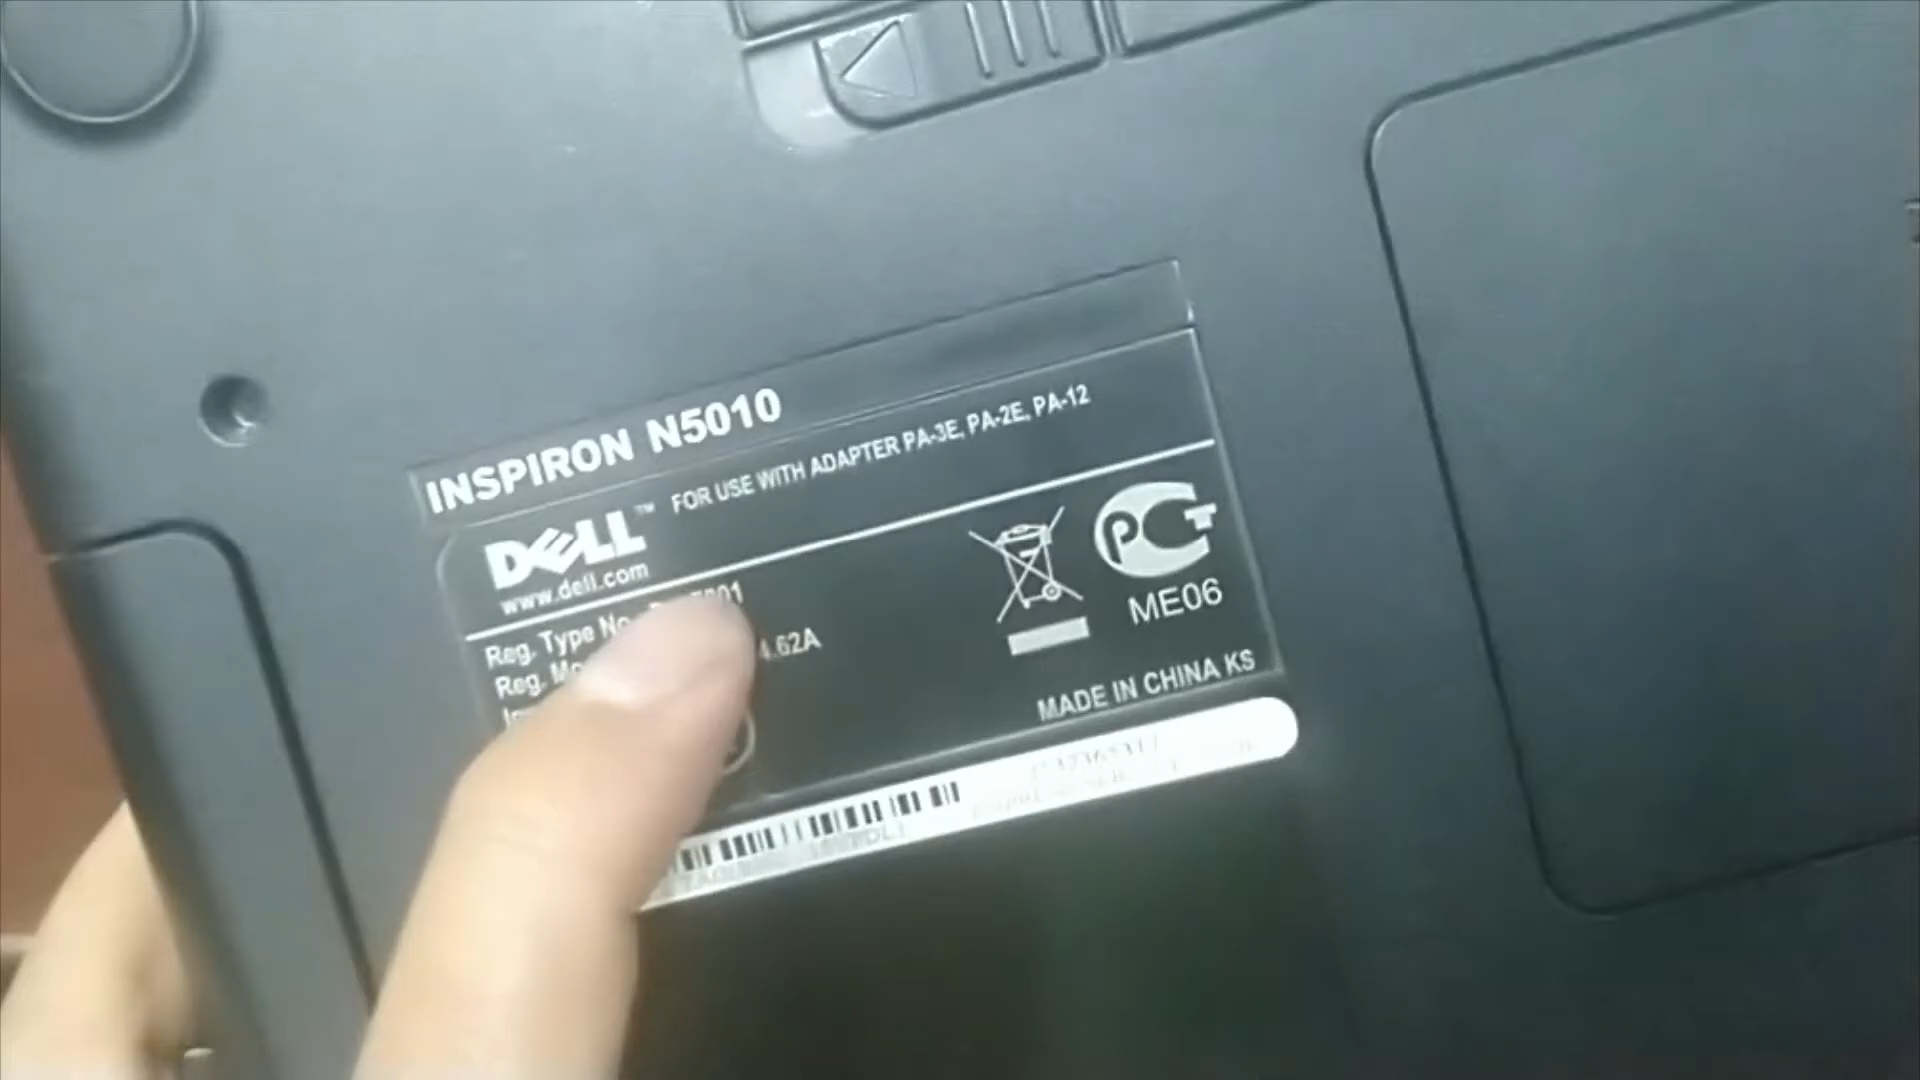 INSPIRON N5010
DELL™ FOR USE WITH ADAPTER PA-3E, PA-2E, PA-12
www.dell.com
Reg. Type No.
Reg.
4.62A
PCT
ME06
MADE IN CHINA KS